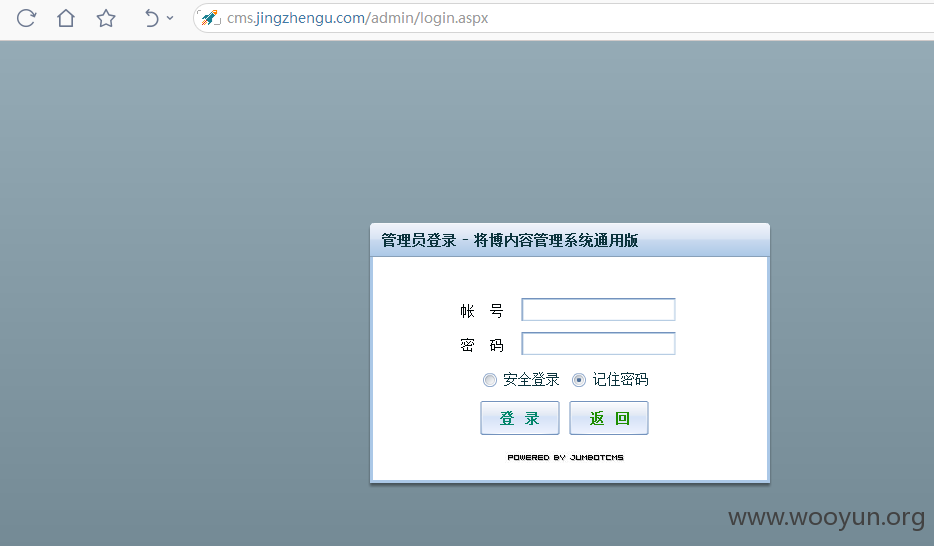 cms.jingzhengu.com/admin/login.aspx
管理员登录 - 将博内容管理系统通用版
帐 号
密 码
安全登录 记住密码
登 录 返 回
POWERED BY JUMBOTCMS
www.wooyun.org